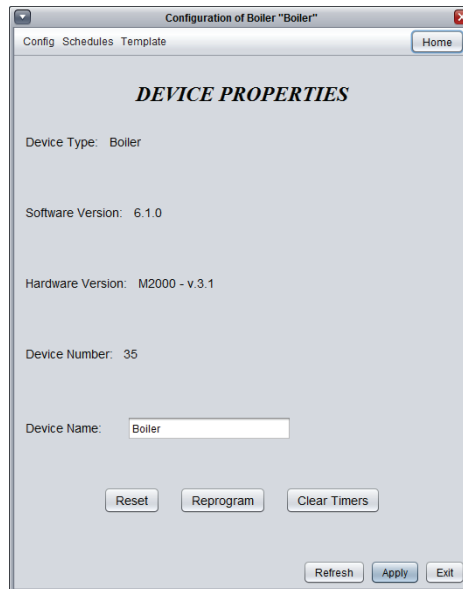 Configuration of Boiler "Boiler"
Config Schedules Template Home
DEVICE PROPERTIES
Device Type: Boiler
Software Version: 6.1.0
Hardware Version: M2000 - v.3.1
Device Number: 35
Device Name: Boiler
Reset Reprogram Clear Timers
Refresh Apply Exit